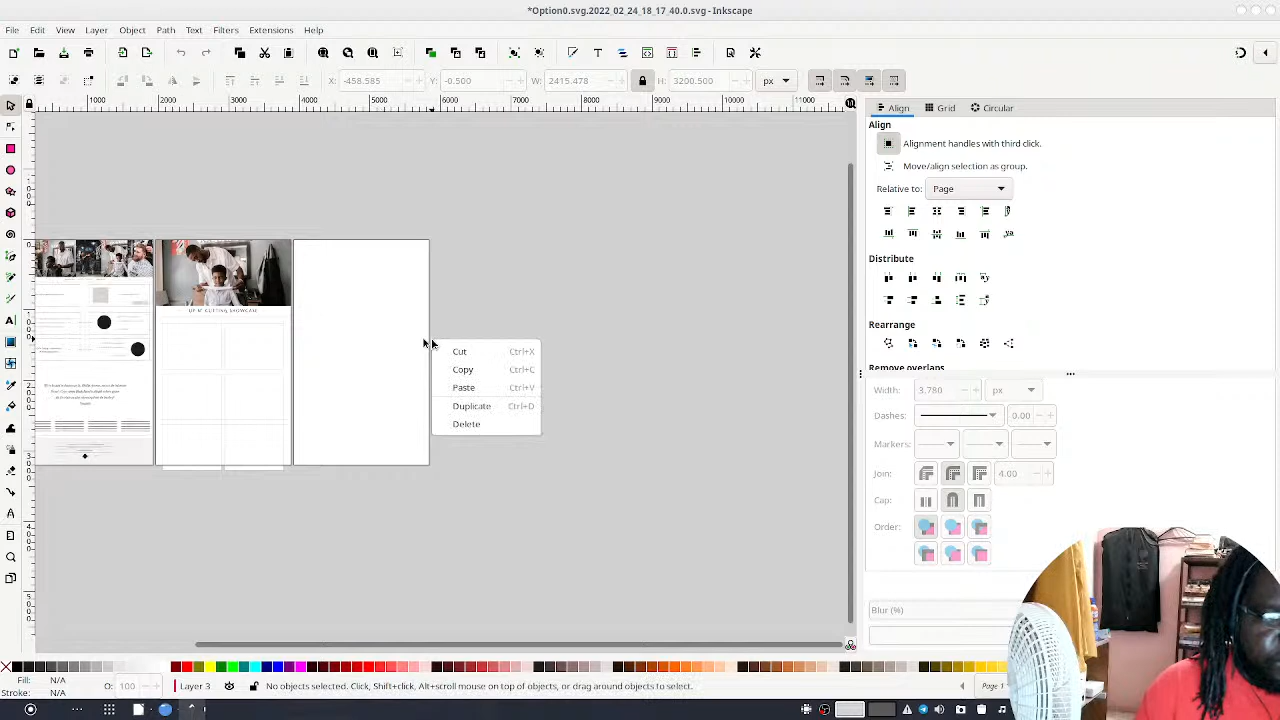 *Option0.svg.2022_02_24_18_17_40.0.svg - Inkscape
File Edit View Layer Object Path Text Filters Extensions Help
X: -458.585 Y: -0.500 W: 2415.478 H: 3200.500 px
1000 2000 3000 4000 5000 6000 7000 8000 9000 10000 11000
Align Grid Circular
Align
Alignment handles with third click.
Move/align selection as group.
Relative to: Page
Distribute
Rearrange
Remove overlaps
Cut Ctrl+X
Copy Ctrl+C
Paste Ctrl+V
Duplicate Ctrl+D
Delete
Width: 3,780 px
Dashes: 0.00
Markers:
Join: 4.00
Cap:
Order:
Blur (%)
Fill: N/A
Stroke: N/A
O: 100
Layer 3
No objects selected. Click, Shift+click, Alt+scroll mouse on top of objects, or drag around objects to select.
Page 1